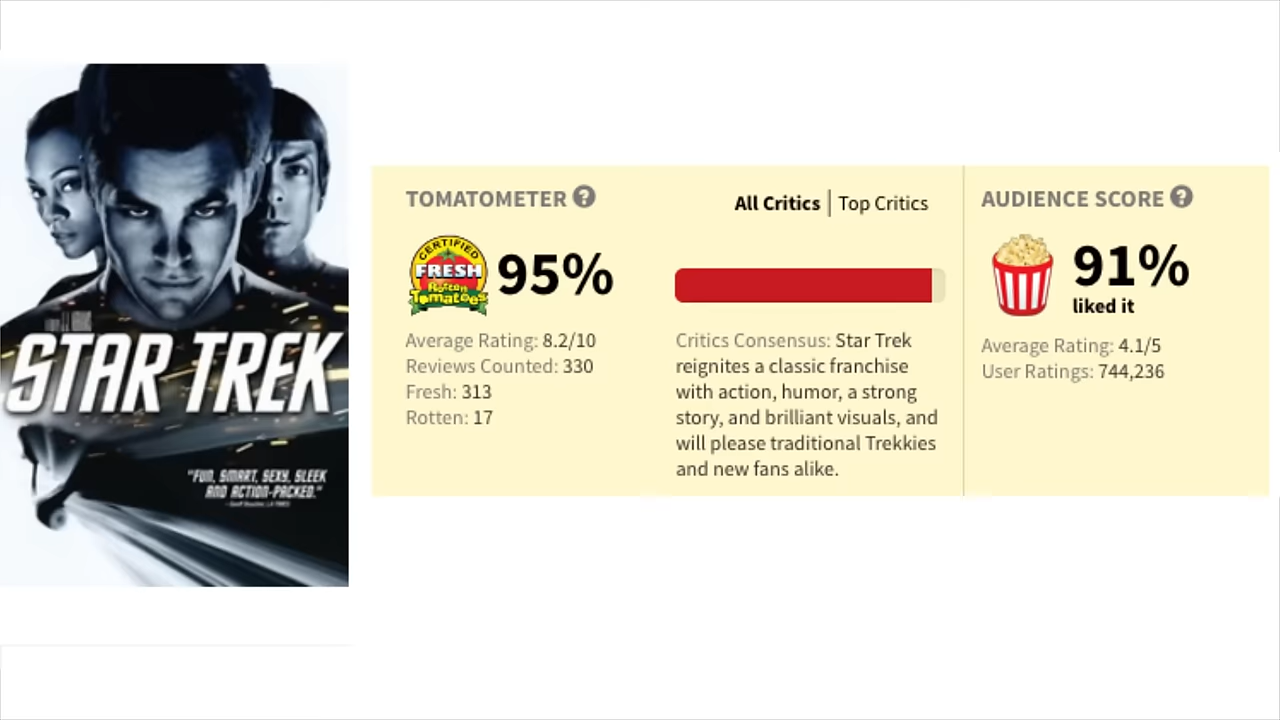 STAR TREK
"FUN, SMART, SEXY, SLEEK
AND ACTION-PACKED."
TOMATOMETER ?
All Critics | Top Critics
CERTIFIED
FRESH
Rotten
Tomatoes
95%
Average Rating: 8.2/10
Reviews Counted: 330
Fresh: 313
Rotten: 17
Critics Consensus: Star Trek
reignites a classic franchise
with action, humor, a strong
story, and brilliant visuals, and
will please traditional Trekkies
and new fans alike.
AUDIENCE SCORE ?
91%
liked it
Average Rating: 4.1/5
User Ratings: 744,236